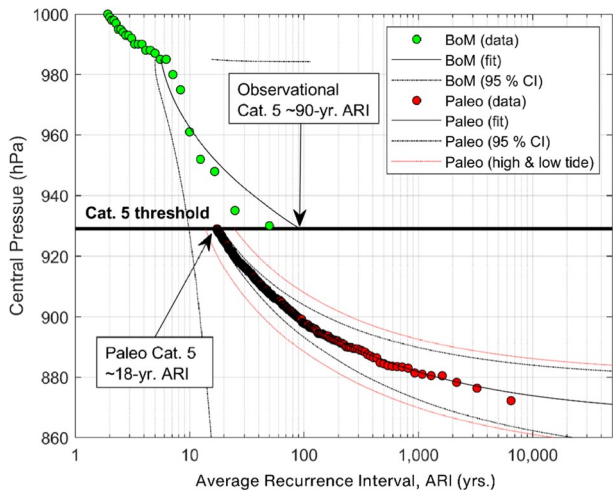 1000
980
960
940
920
900
880
860
Central Pressue (hPa)
1
10
100
1,000
10,000
Average Recurrence Interval, ARI (yrs.)
BoM (data)
BoM (fit)
BoM (95 % CI)
Paleo (data)
Paleo (fit)
Paleo (95 % CI)
Paleo (high & low tide)
Observational
Cat. 5 ~90-yr. ARI
Cat. 5 threshold
Paleo Cat. 5
~18-yr. ARI